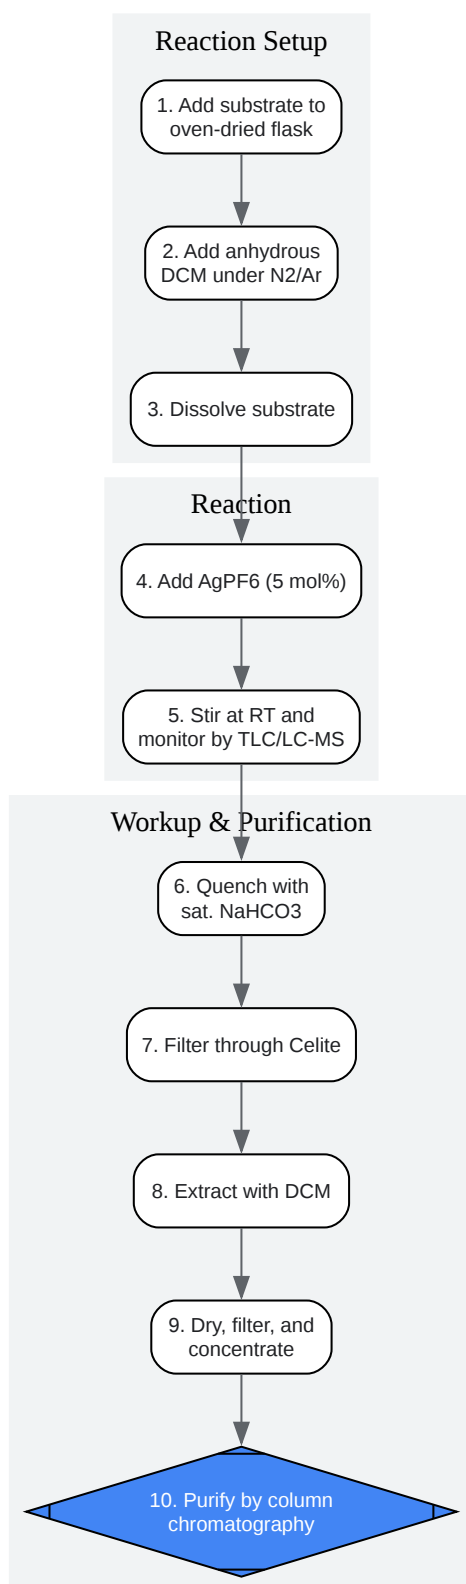 Reaction Setup
1. Add substrate to
oven-dried flask
2. Add anhydrous
DCM under N2/Ar
3. Dissolve substrate
Reaction
4. Add AgPF6 (5 mol%)
5. Stir at RT and
monitor by TLC/LC-MS
Workup & Purification
6. Quench with
sat. NaHCO3
7. Filter through Celite
8. Extract with DCM
9. Dry, filter, and
concentrate
10. Purify by column
chromatography